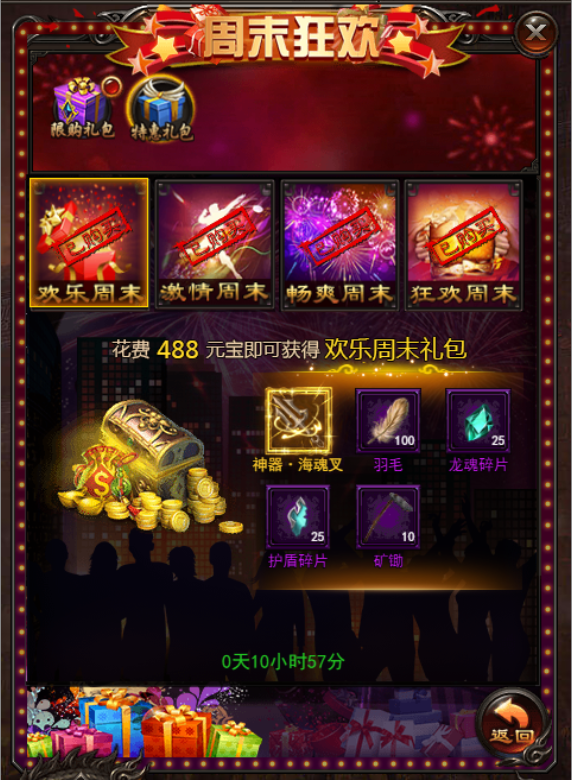 周末狂欢
限购礼包
特惠礼包
已购买
已购买
已购买
已购买
欢乐周末
激情周末
畅爽周末
狂欢周末
花费 488 元宝即可获得 欢乐周末礼包
100
25
神器·海魂叉
羽毛
龙魂碎片
25
10
护盾碎片
矿锄
0天10小时57分
返回